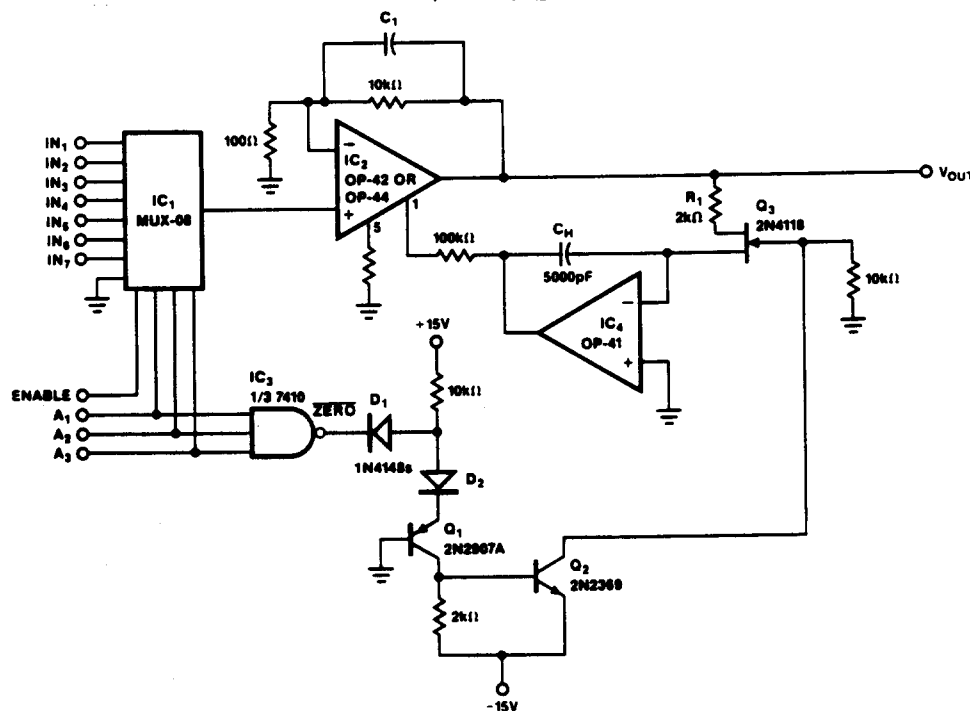 C1
10kΩ
100Ω
IN1
IN2
IN3
IN4
IN5
IN6
IN7
IC1
MUX-08
−
IC2
OP-42 OR
OP-44
+
1
5
VOUT
R1
2kΩ
Q3
2N4118
10kΩ
100kΩ
CH
5000pF
−
IC4
OP-41
+
+15V
10kΩ
ENABLE
A1
A2
A3
IC3
1/3 7410
ZERO
D1
1N4148s
D2
Q1
2N2907A
Q2
2N2369
2kΩ
-15V